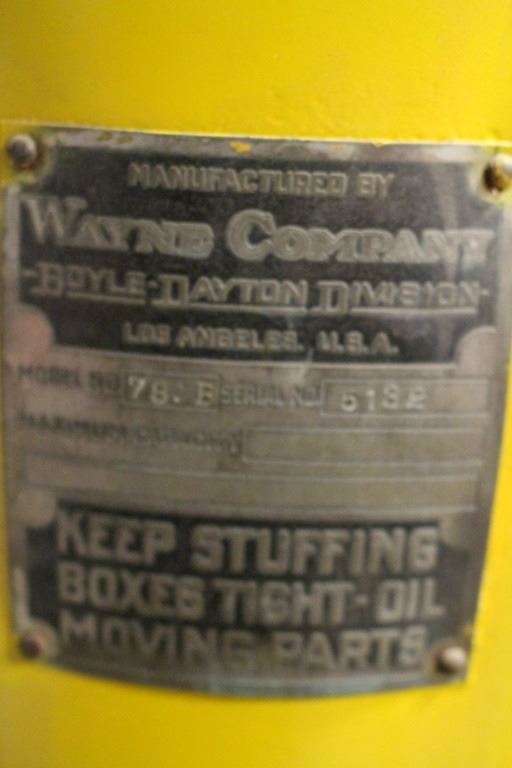 MANUFACTURED BY
WAYNE COMPANY
-BOYLE-DAYTON DIVISION-
LOS ANGELES, U.S.A.
MODEL NO. 78. F SERIAL NO. 5132
MAXIMUM
KEEP STUFFING
BOXES TIGHT-OIL
MOVING PARTS